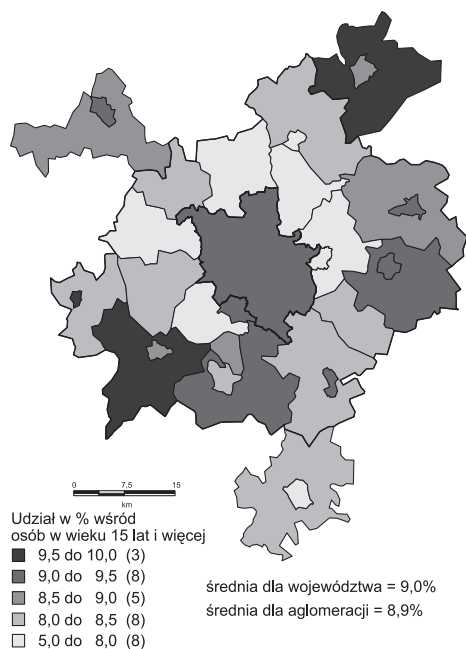 0 7,5 15
km
Udział w % wśród
osób w wieku 15 lat i więcej
9,5 do 10,0 (3)
9,0 do 9,5 (8)
8,5 do 9,0 (5)
8,0 do 8,5 (8)
5,0 do 8,0 (8)
średnia dla województwa = 9,0%
średnia dla aglomeracji = 8,9%